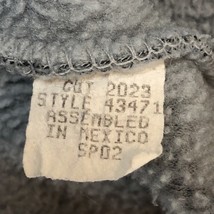 CUT 2023
STYLE 43471
ASSEMBLED
IN MEXICO
SP02